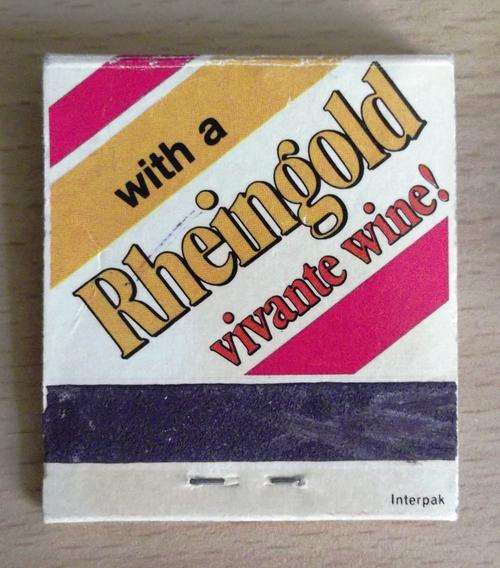 with a
Rheingold
vivante wine!
Interpak